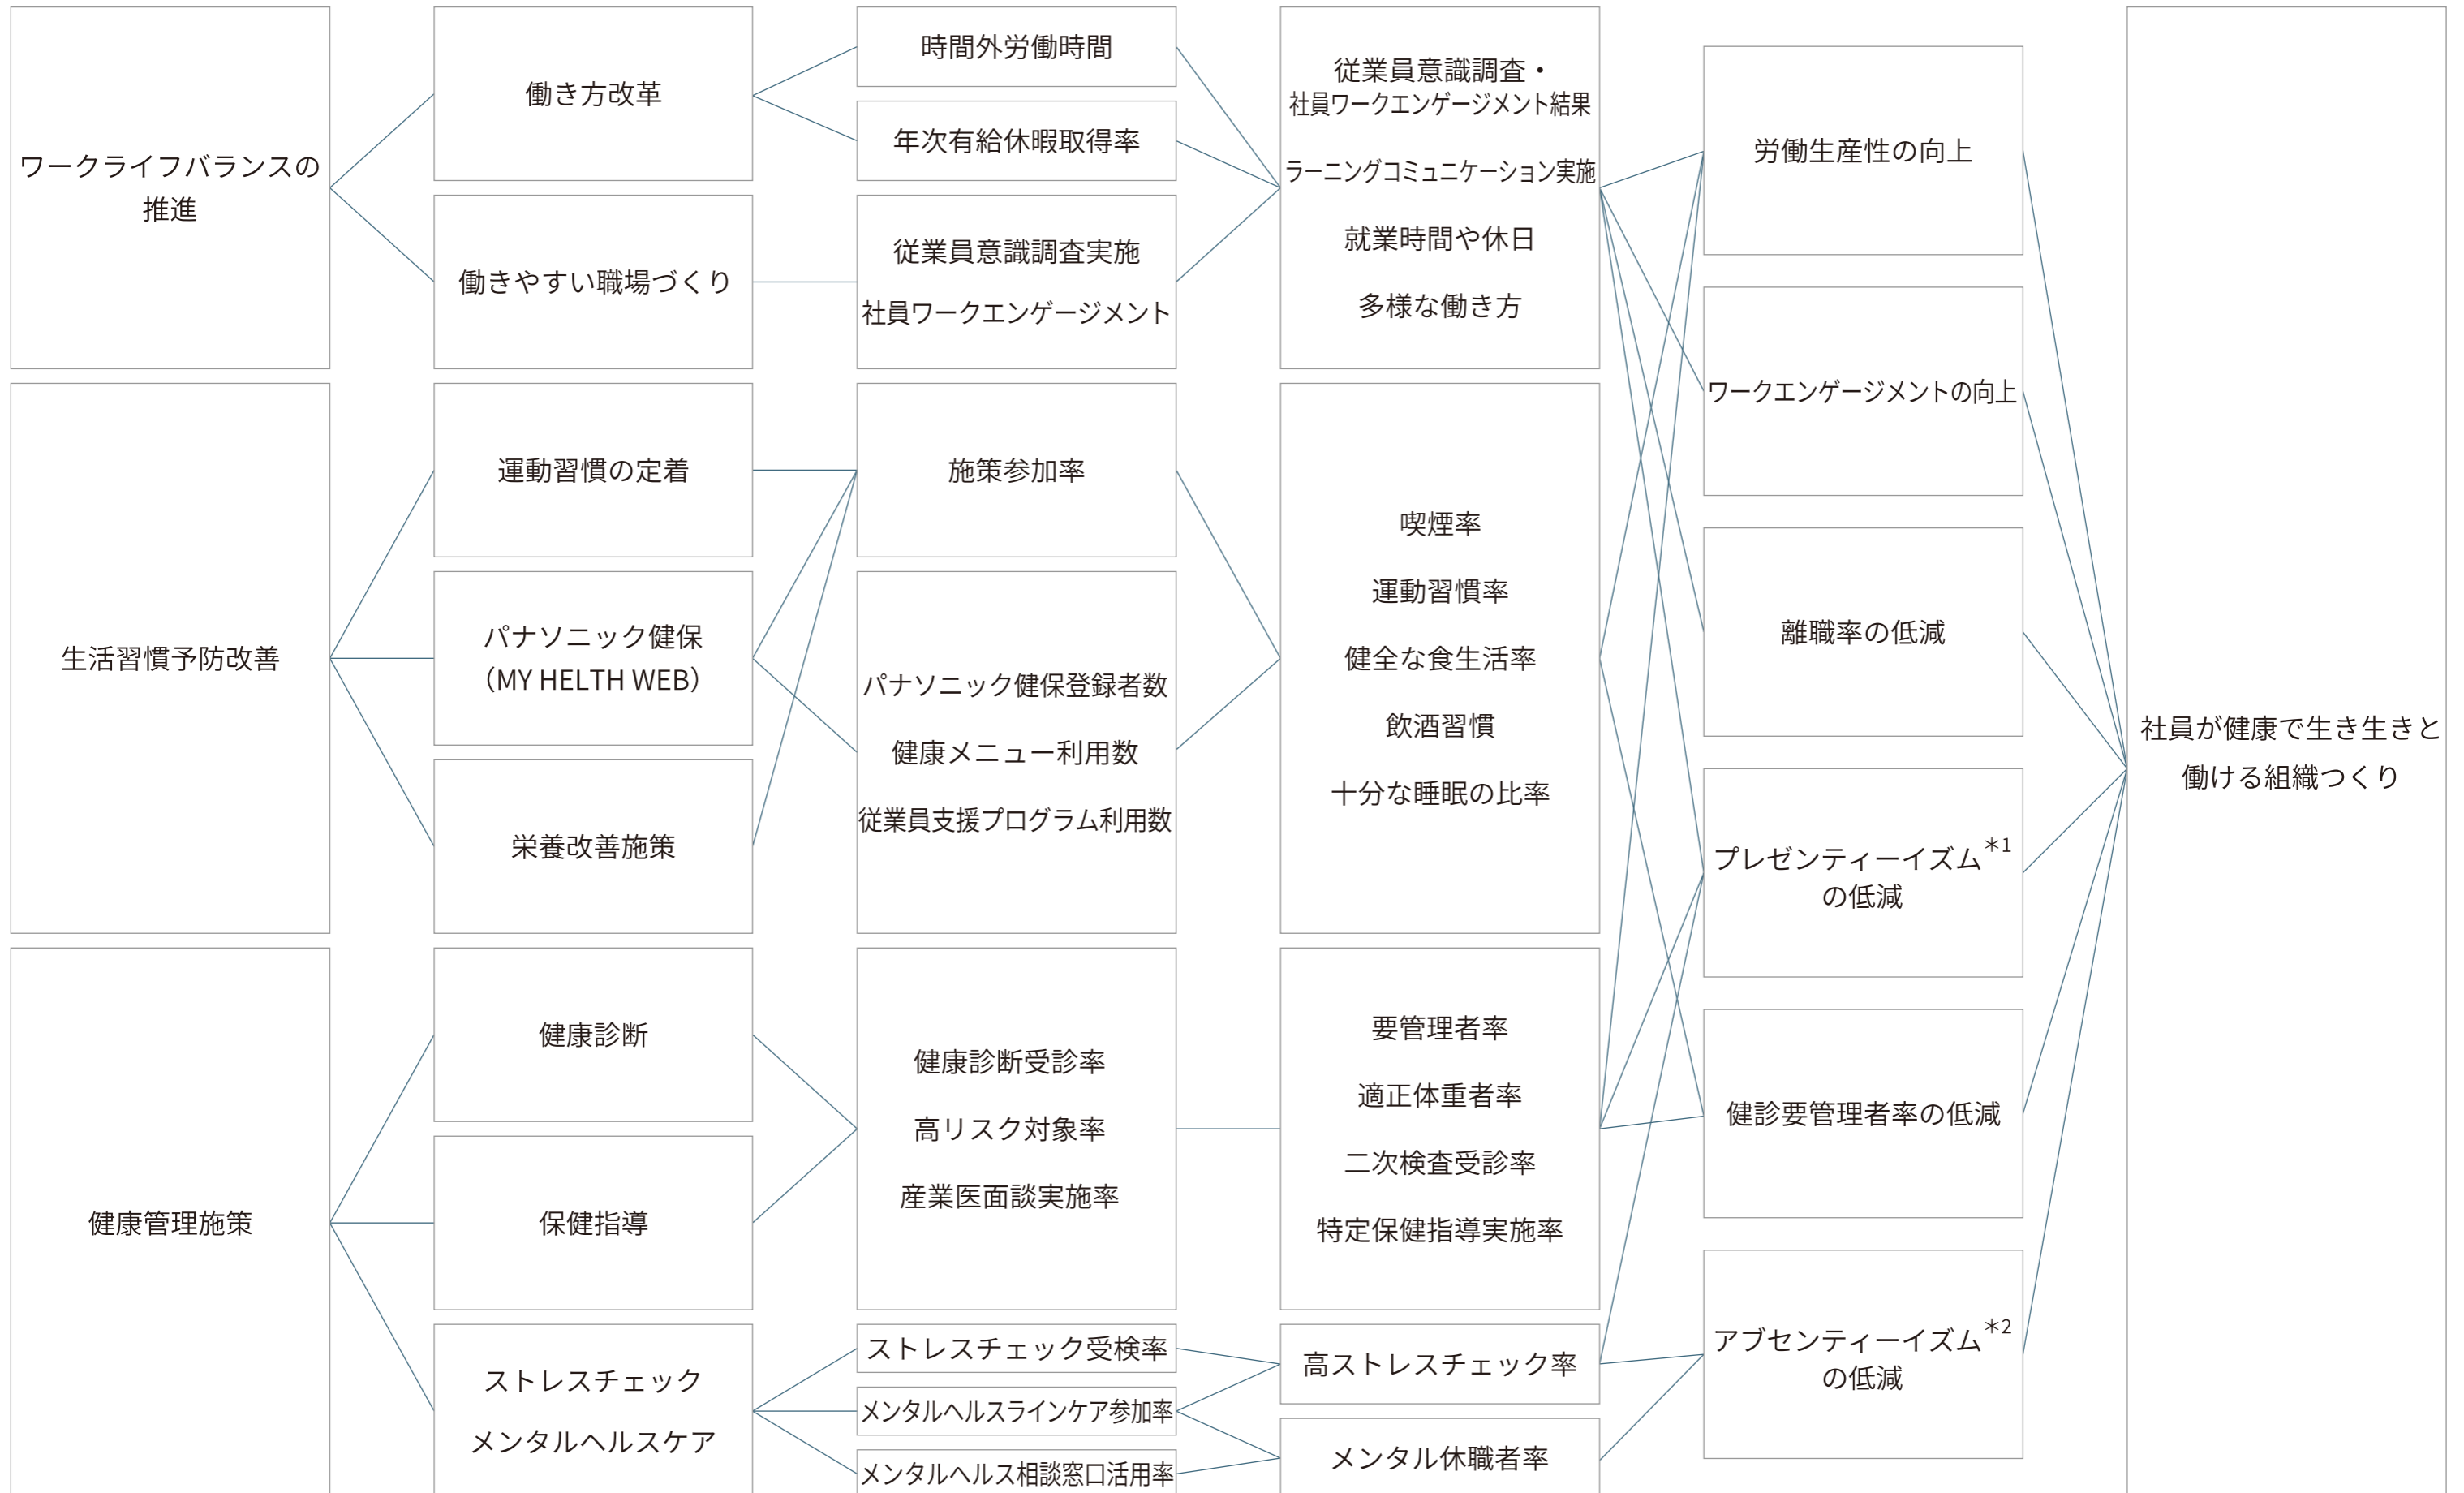 ワークライフバランスの
推進
働き方改革
働きやすい職場づくり
時間外労働時間
年次有給休暇取得率
従業員意識調査実施
社員ワークエンゲージメント
従業員意識調査・
社員ワークエンゲージメント結果
ラーニングコミュニケーション実施
就業時間や休日
多様な働き方
生活習慣予防改善
運動習慣の定着
パナソニック健保
（MY HELTH WEB）
栄養改善施策
施策参加率
パナソニック健保登録者数
健康メニュー利用数
従業員支援プログラム利用数
喫煙率
運動習慣率
健全な食生活率
飲酒習慣
十分な睡眠の比率
健康管理施策
健康診断
保健指導
ストレスチェック
メンタルヘルスケア
健康診断受診率
高リスク対象率
産業医面談実施率
ストレスチェック受検率
メンタルヘルスラインケア参加率
メンタルヘルス相談窓口活用率
要管理者率
適正体重者率
二次検査受診率
特定保健指導実施率
高ストレスチェック率
メンタル休職者率
労働生産性の向上
ワークエンゲージメントの向上
離職率の低減
プレゼンティーイズム＊1
の低減
健診要管理者率の低減
アブセンティーイズム＊2
の低減
社員が健康で生き生きと
働ける組織つくり